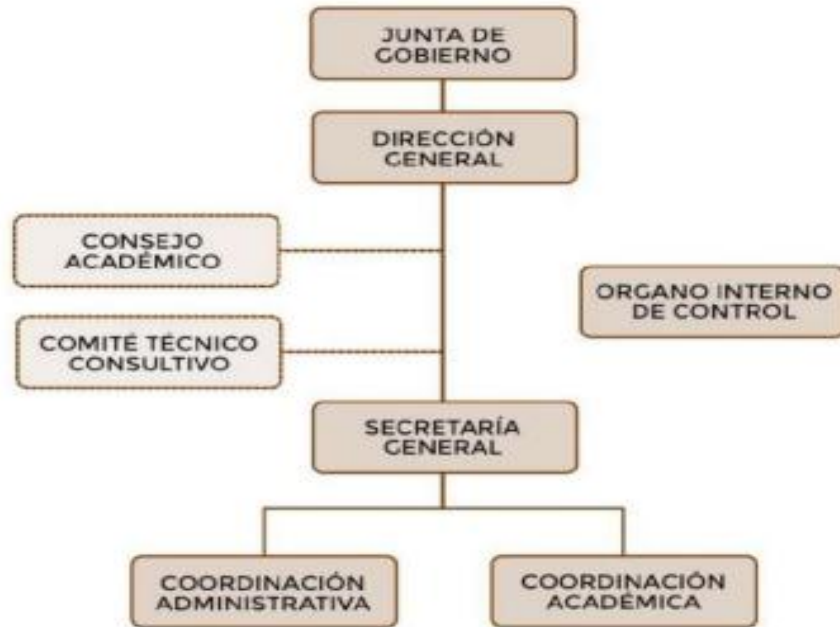 JUNTA DE
GOBIERNO
DIRECCIÓN
GENERAL
CONSEJO
ACADÉMICO
ORGANO INTERNO
DE CONTROL
COMITÉ TÉCNICO
CONSULTIVO
SECRETARÍA
GENERAL
COORDINACIÓN
ADMINISTRATIVA
COORDINACIÓN
ACADÉMICA